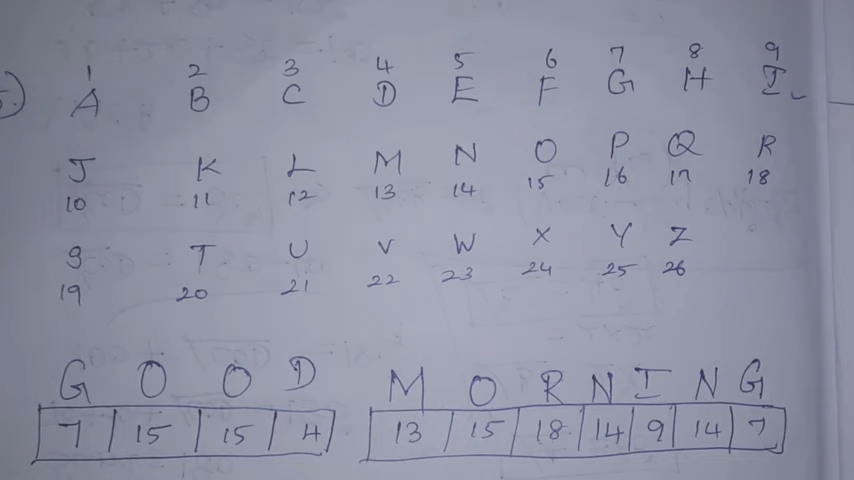 1 2 3 4 5 6 7 8 9
A B C D E F G H I
J K L M N O P Q R
10 11 12 13 14 15 16 17 18
S T U V W X Y Z
19 20 21 22 23 24 25 26
G O O D M O R N I N G
7 15 15 4 13 15 18 14 9 14 7